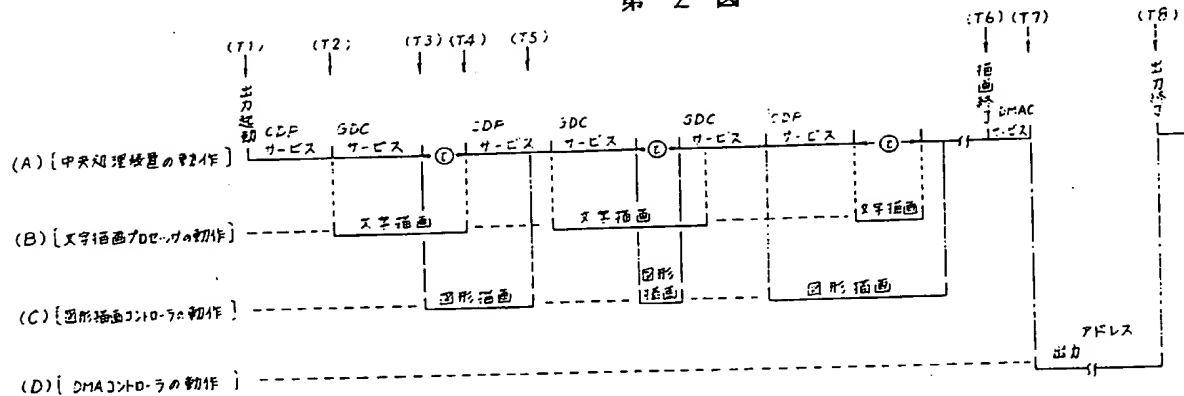 第 2 図
(T1) (T2) (T3) (T4) (T5) (T6) (T7) (T8)
出力起動
描画終了
出力終了
CDP サービス
GDC サービス
CDP サービス
GDC サービス
GDC サービス
CDP サービス
DMAC サービス
(A) [中央処理装置の動作]
(B) [文字描画プロセッサの動作]
文字描画
文字描画
文字描画
(C) [図形描画コントローラの動作]
図形描画
図形描画
図形描画
(D) [DMAコントローラの動作]
アドレス
出力